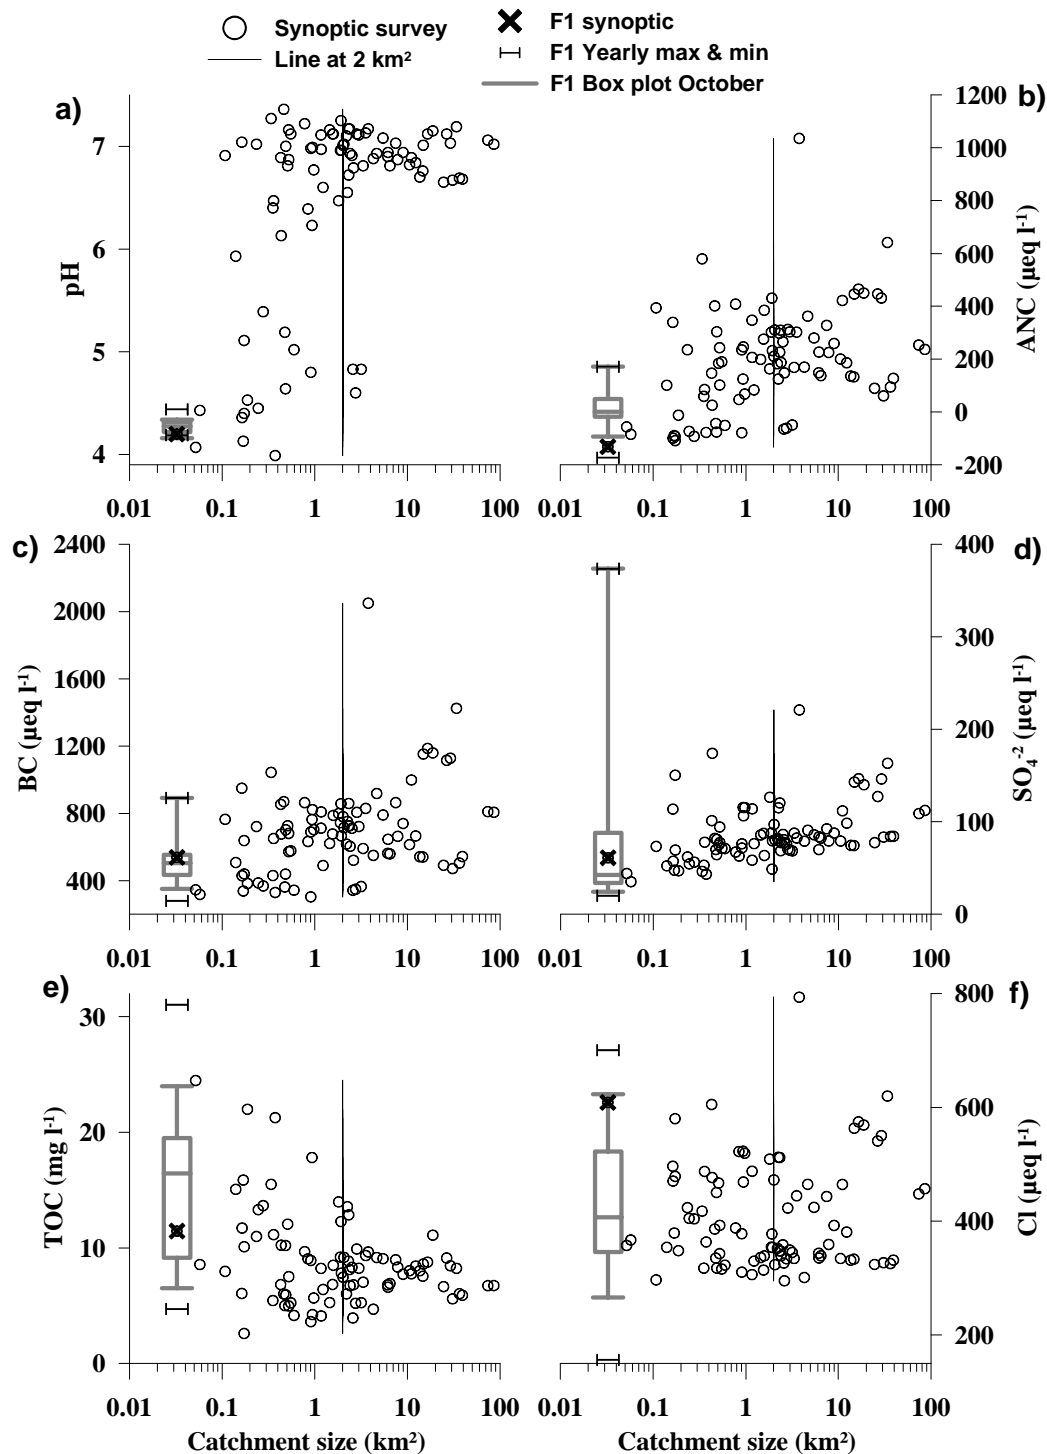 Synoptic survey
F1 synoptic
Line at 2 km²
F1 Yearly max & min
F1 Box plot October
a)
b)
7
6
5
4
pH
1200
1000
800
600
400
200
0
-200
ANC (µeq l⁻¹)
0.01 0.1 1 10 100
0.01 0.1 1 10 100
c)
d)
2400
2000
1600
1200
800
400
BC (µeq l⁻¹)
400
300
200
100
0
SO₄⁻² (µeq l⁻¹)
0.01 0.1 1 10 100
0.01 0.1 1 10 100
e)
f)
30
20
10
0
TOC (mg l⁻¹)
800
600
400
200
Cl (µeq l⁻¹)
0.01 0.1 1 10 100
0.01 0.1 1 10 100
Catchment size (km²)
Catchment size (km²)